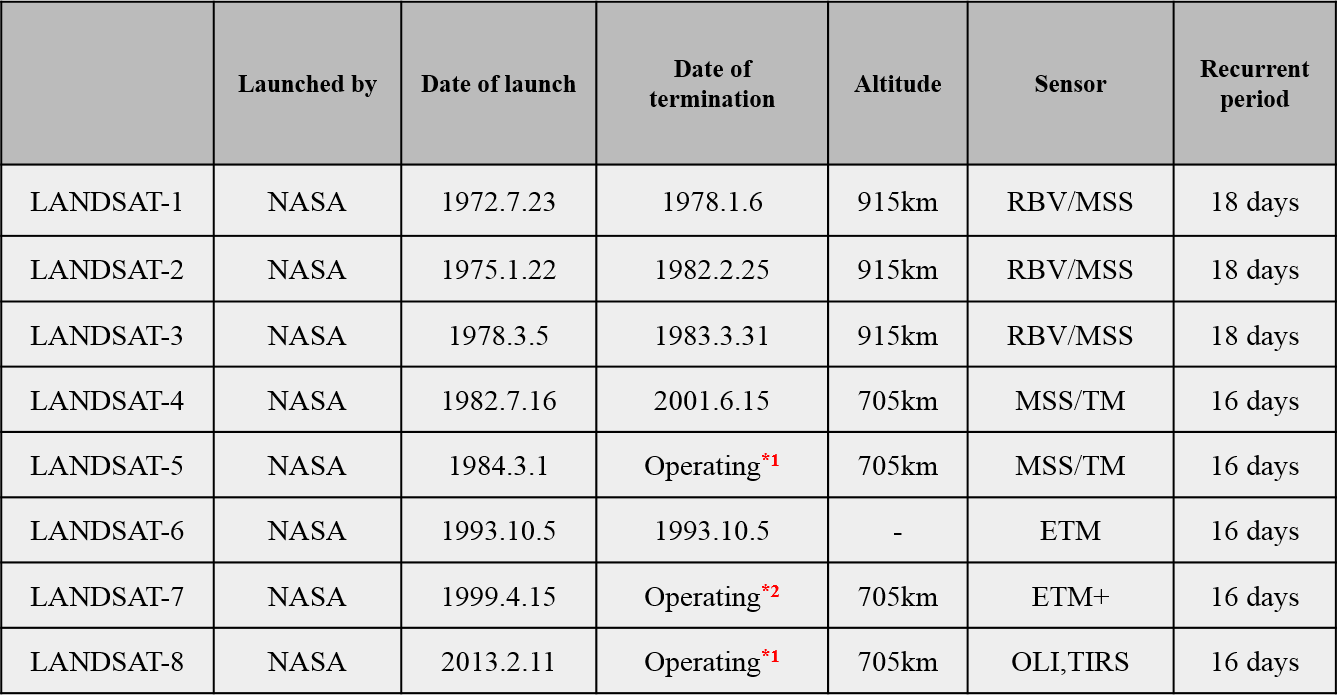 Launched by Date of launch Date of termination Altitude Sensor Recurrent period
LANDSAT-1 NASA 1972.7.23 1978.1.6 915km RBV/MSS 18 days
LANDSAT-2 NASA 1975.1.22 1982.2.25 915km RBV/MSS 18 days
LANDSAT-3 NASA 1978.3.5 1983.3.31 915km RBV/MSS 18 days
LANDSAT-4 NASA 1982.7.16 2001.6.15 705km MSS/TM 16 days
LANDSAT-5 NASA 1984.3.1 Operating*1 705km MSS/TM 16 days
LANDSAT-6 NASA 1993.10.5 1993.10.5 - ETM 16 days
LANDSAT-7 NASA 1999.4.15 Operating*2 705km ETM+ 16 days
LANDSAT-8 NASA 2013.2.11 Operating*1 705km OLI,TIRS 16 days